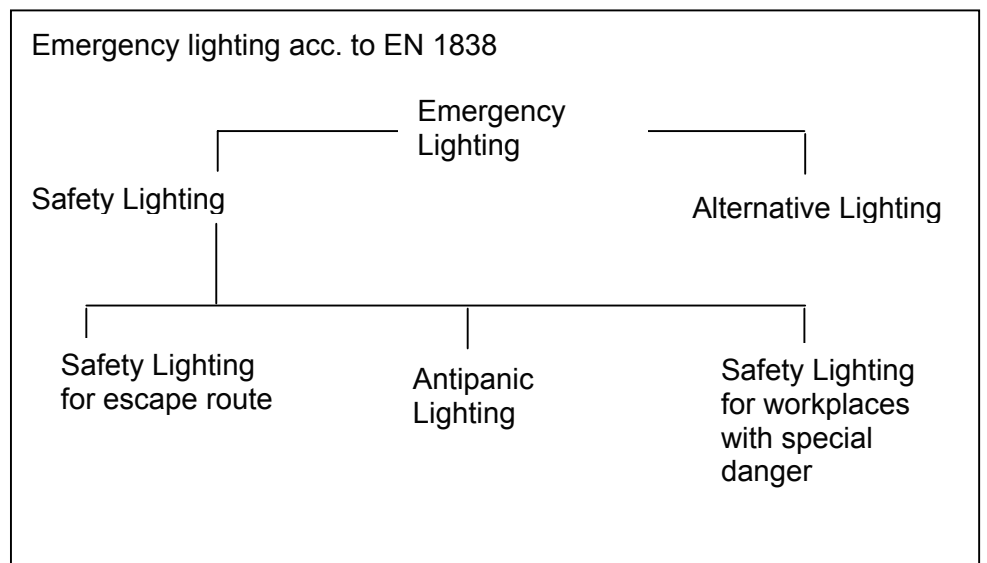 Emergency lighting acc. to EN 1838
Emergency
Lighting
Safety Lighting
Alternative Lighting
Safety Lighting
for escape route
Antipanic
Lighting
Safety Lighting
for workplaces
with special
danger